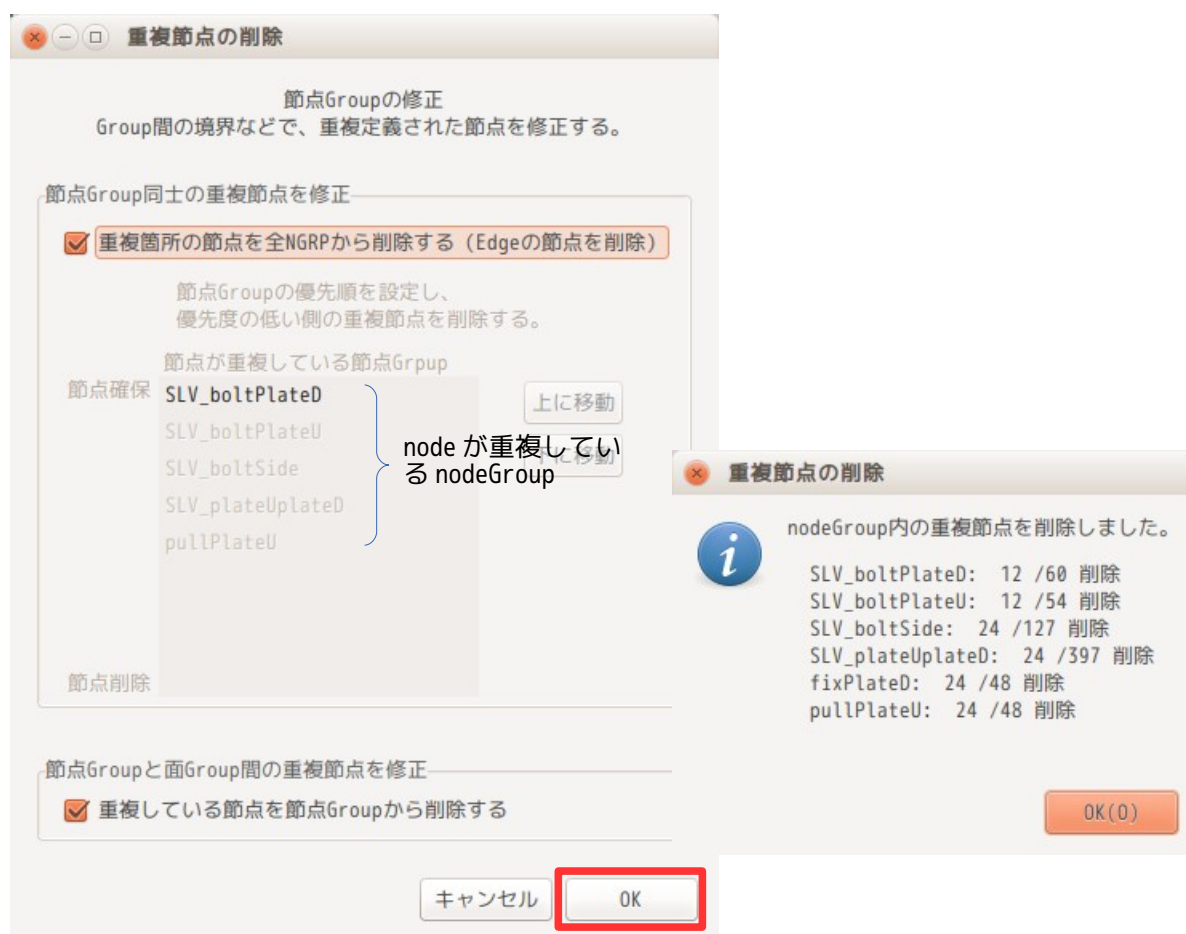 重複節点の削除
節点Groupの修正
Group間の境界などで、重複定義された節点を修正する。
節点Group同士の重複節点を修正
重複箇所の節点を全NGRPから削除する（Edgeの節点を削除）
節点Groupの優先順を設定し、
優先度の低い側の重複節点を削除する。
節点が重複している節点Grpup
節点確保
SLV_boltPlateD
SLV_boltPlateU
SLV_boltSide
SLV_plateUplateD
pullPlateU
節点削除
上に移動
下に移動
node が重複してい
る nodeGroup
節点Groupと面Group間の重複節点を修正
重複している節点を節点Groupから削除する
キャンセル
OK
重複節点の削除
nodeGroup内の重複節点を削除しました。
SLV_boltPlateD: 12 /60 削除
SLV_boltPlateU: 12 /54 削除
SLV_boltSide: 24 /127 削除
SLV_plateUplateD: 24 /397 削除
fixPlateD: 24 /48 削除
pullPlateU: 24 /48 削除
OK(O)